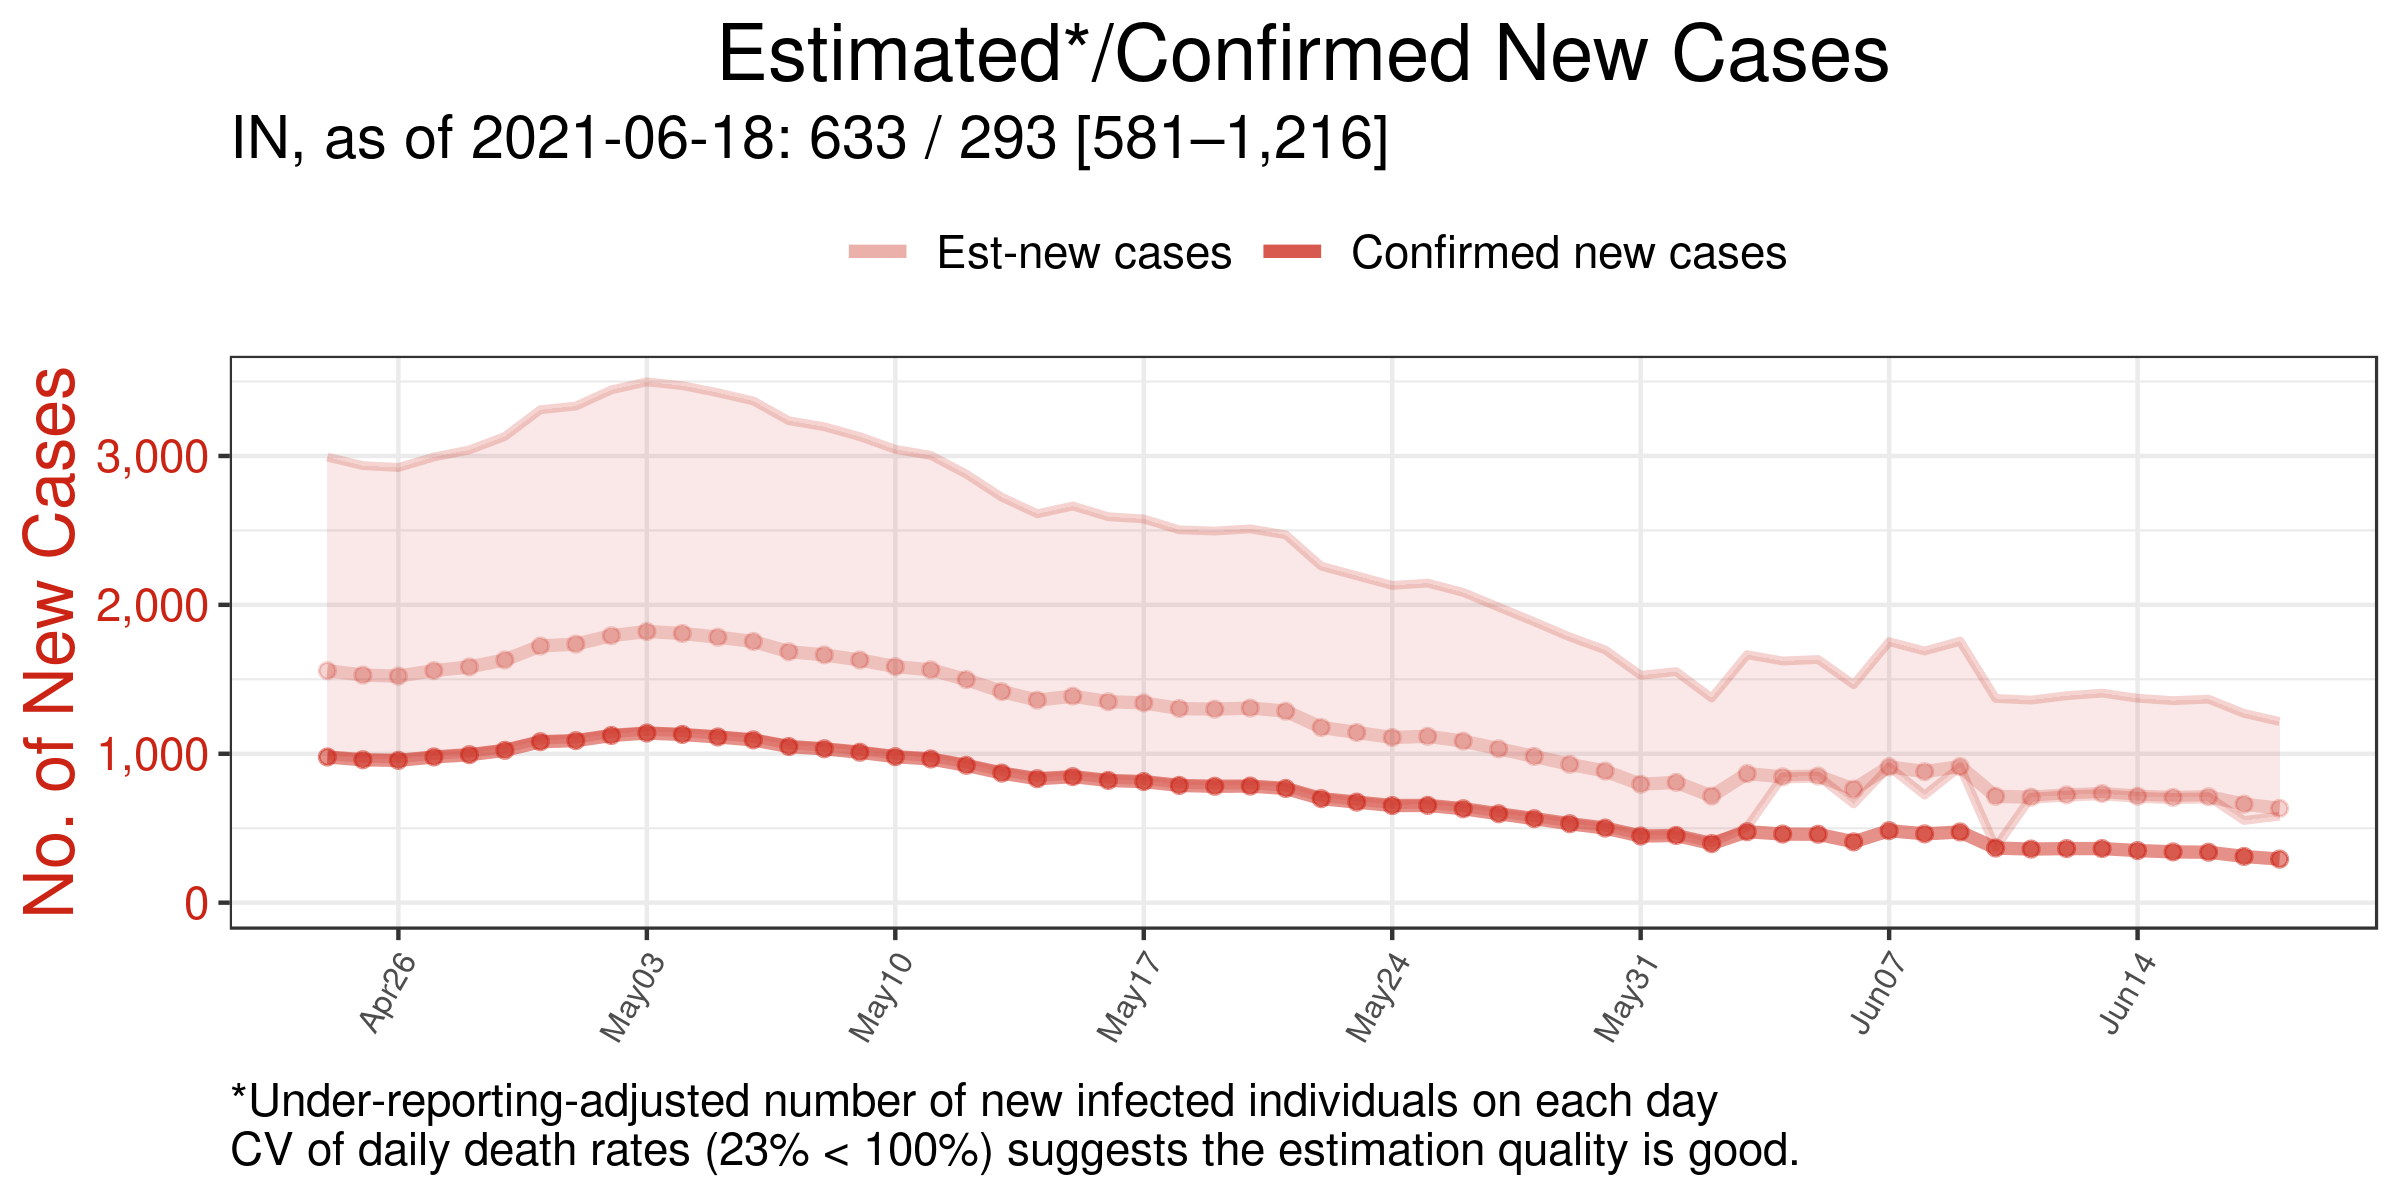 Estimated*/Confirmed New Cases
IN, as of 2021-06-18: 633 / 293 [581–1,216]
Est-new cases
Confirmed new cases
No. of New Cases
3,000
2,000
1,000
0
Apr26
May03
May10
May17
May24
May31
Jun07
Jun14
*Under-reporting-adjusted number of new infected individuals on each day
CV of daily death rates (23% < 100%) suggests the estimation quality is good.